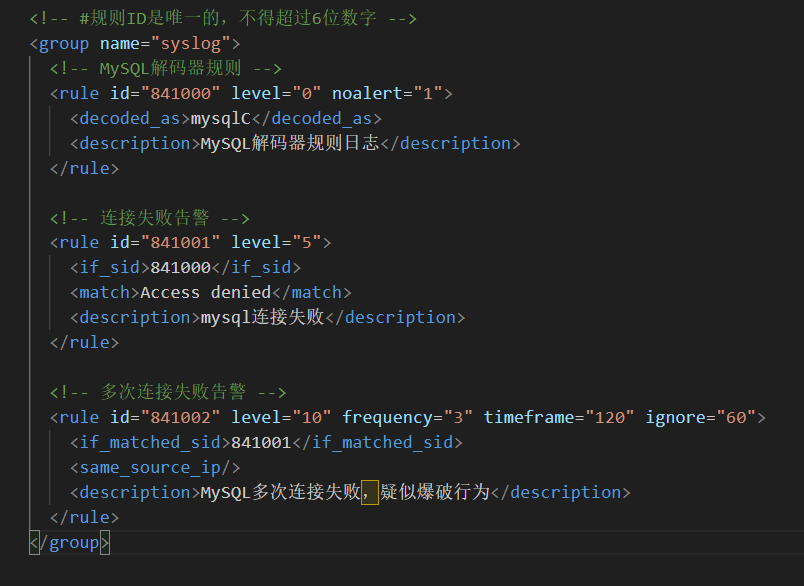 <!-- #规则ID是唯一的，不得超过6位数字 -->
<group name="syslog">
<!-- MySQL解码器规则 -->
<rule id="841000" level="0" noalert="1">
<decoded_as>mysqlC</decoded_as>
<description>MySQL解码器规则日志</description>
</rule>
<!-- 连接失败告警 -->
<rule id="841001" level="5">
<if_sid>841000</if_sid>
<match>Access denied</match>
<description>mysql连接失败</description>
</rule>
<!-- 多次连接失败告警 -->
<rule id="841002" level="10" frequency="3" timeframe="120" ignore="60">
<if_matched_sid>841001</if_matched_sid>
<same_source_ip/>
<description>MySQL多次连接失败，疑似爆破行为</description>
</rule>
</group>